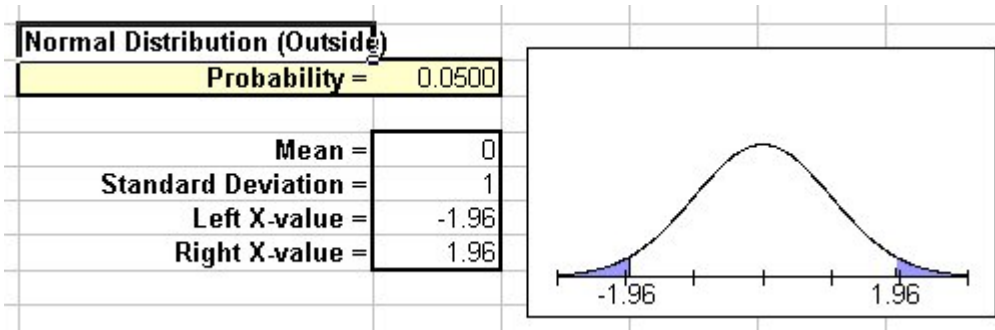 Normal Distribution (Outside)
Probability = 0.0500
Mean = 0
Standard Deviation = 1
Left X-value = -1.96
Right X-value = 1.96
-1.96 1.96